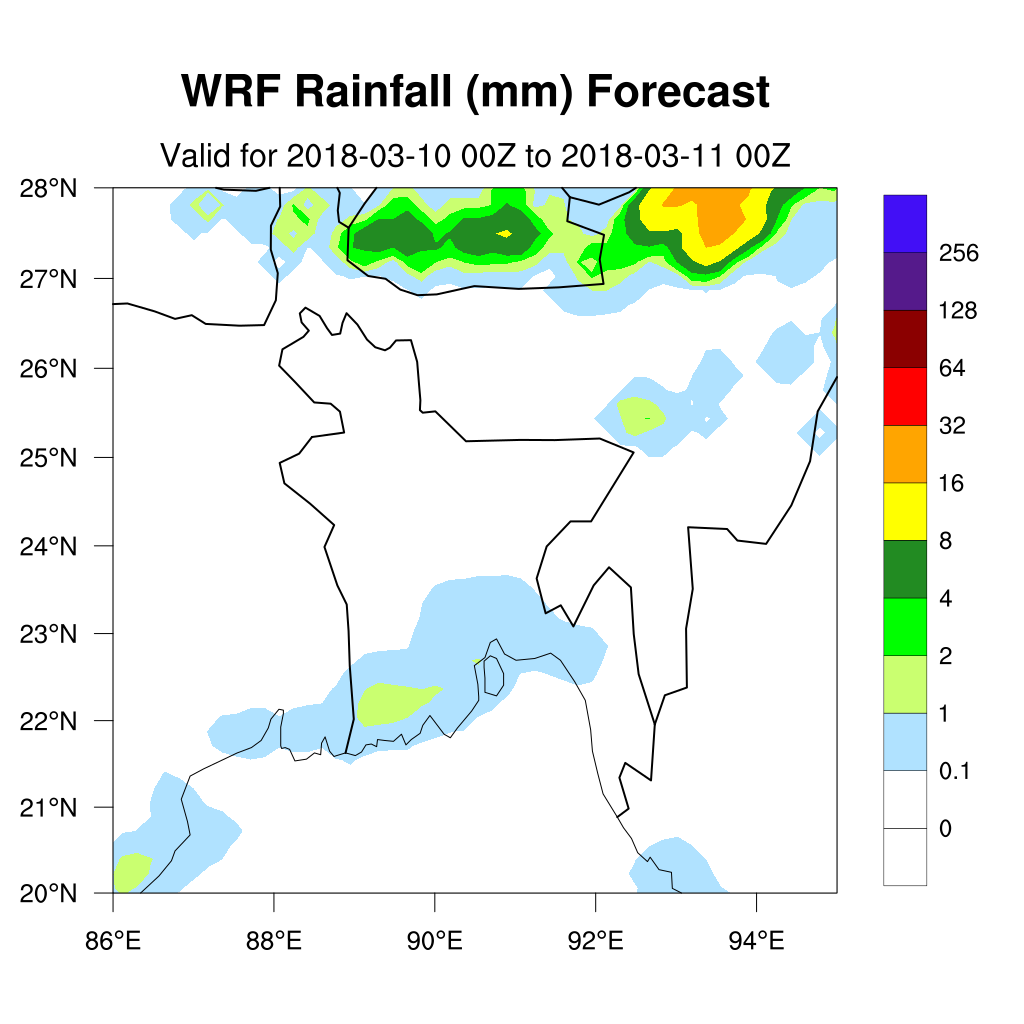 WRF Rainfall (mm) Forecast
Valid for 2018-03-10 00Z to 2018-03-11 00Z
28°N
27°N
26°N
25°N
24°N
23°N
22°N
21°N
20°N
86°E
88°E
90°E
92°E
94°E
256
128
64
32
16
8
4
2
1
0.1
0